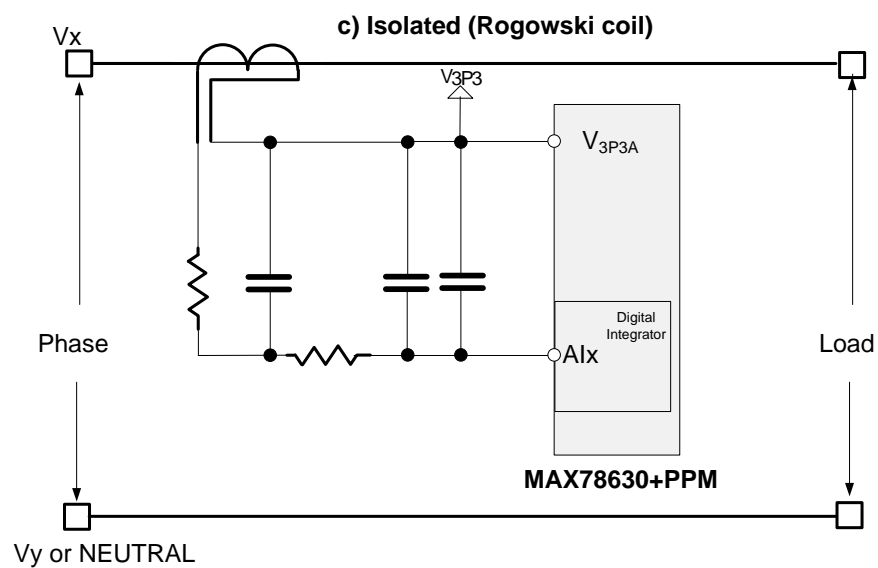 c) Isolated (Rogowski coil)
Vx
V3P3
V3P3A
Digital
Integrator
Phase
AIx
Load
MAX78630+PPM
Vy or NEUTRAL